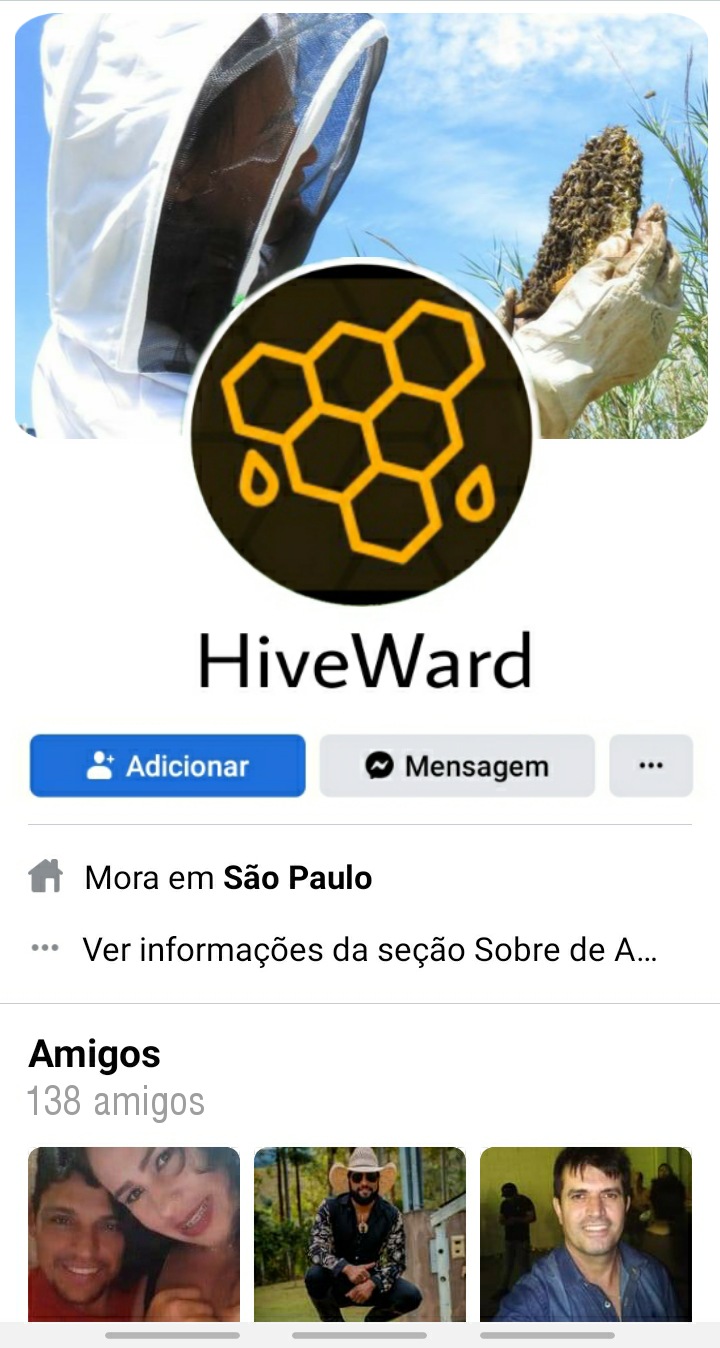 HiveWard
Adicionar
Mensagem
Mora em São Paulo
Ver informações da seção Sobre de A...
Amigos
138 amigos